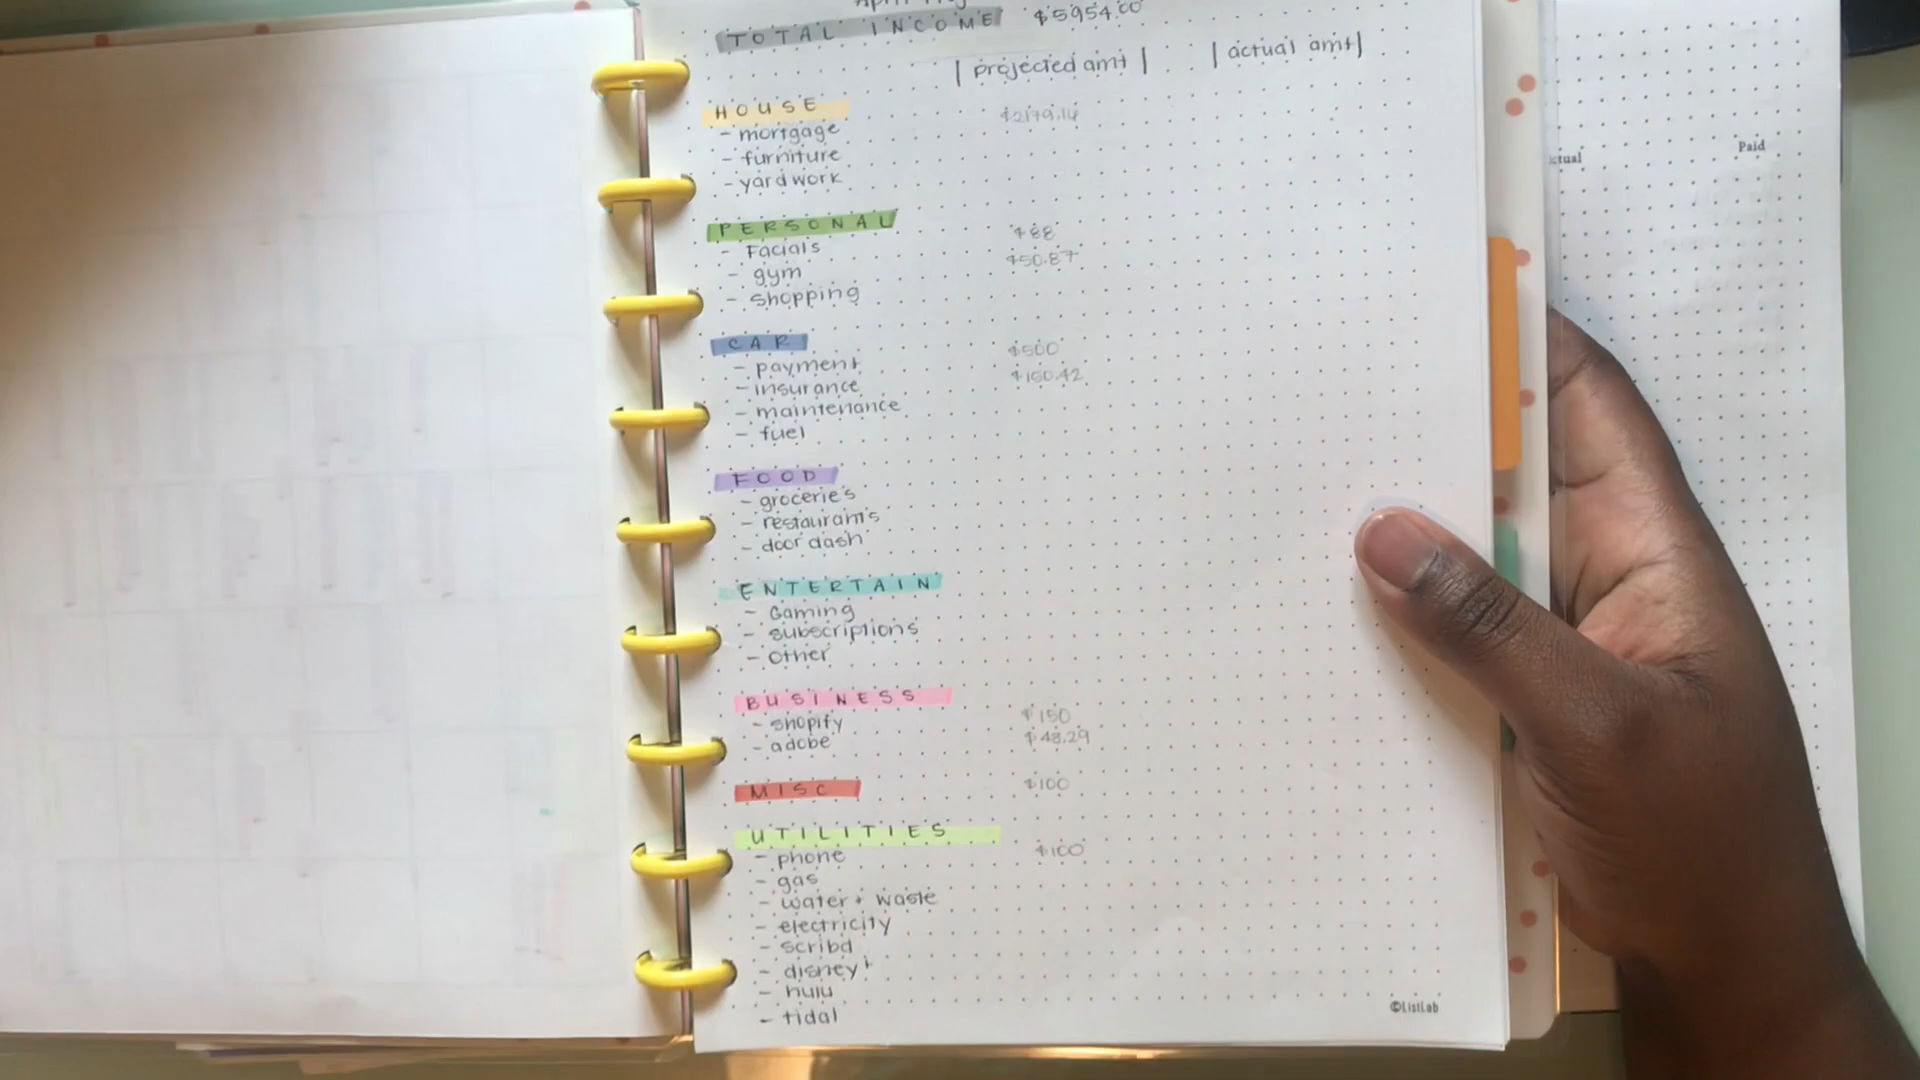 TOTAL INCOME $5954.00
| projected amt | | actual amt |
HOUSE
- mortgage $2179.14
- furniture
- yard work
PERSONAL
- Facials $88
- gym $50.87
- shopping
CAR
- payment $500
- insurance $150.42
- maintenance
- fuel
FOOD
- groceries
- restaurants
- door dash
ENTERTAIN
- Gaming
- subscriptions
- other
BUSINESS
- shopify $150
- adobe $48.29
MISC $100
UTILITIES
- phone $100
- gas
- water + waste
- electricity
- scribd
- disney+
- hulu
- tidal
©ListLab
Paid